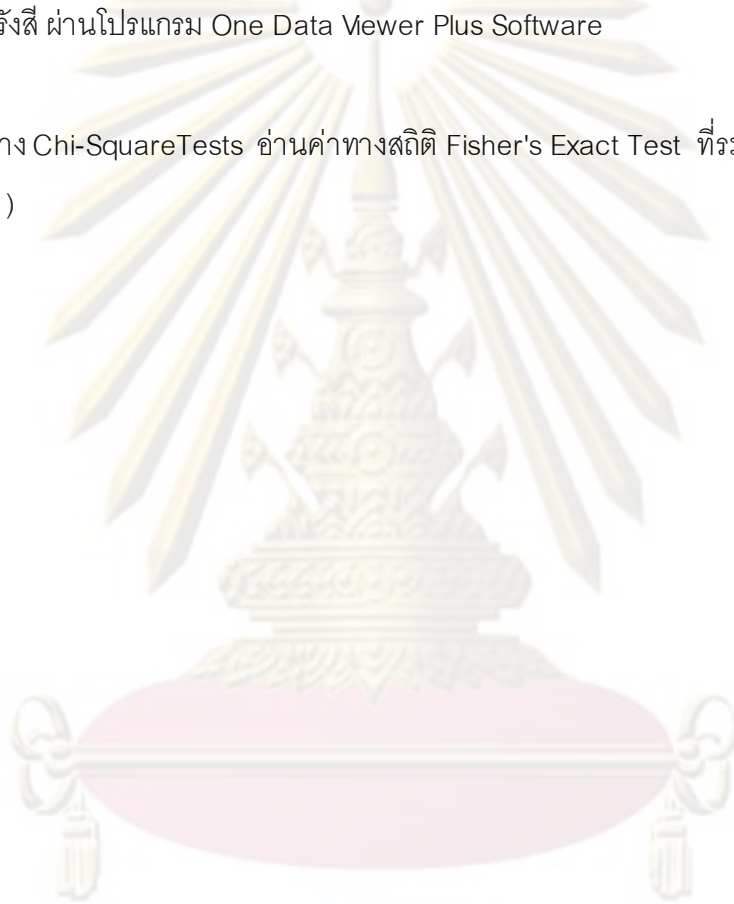 รังสี ผ่านโปรแกรม One Data Viewer Plus Software
าง Chi-SquareTests อ่านค่าทางสถิติ Fisher's Exact Test ที่
)